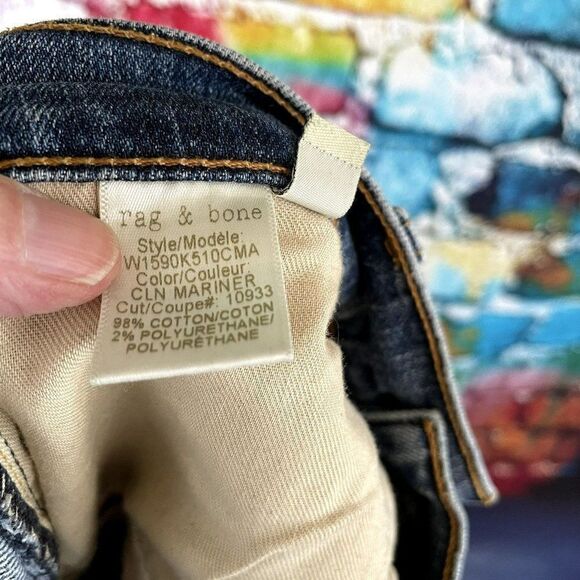 rag & bone
Style/Modèle:
W1590K510CMA
Color/Couleur:
CLN MARINER
Cut/Coupe#: 10933
98% COTTON/COTON
2% POLYURETHANE/
POLYURÉTHANE